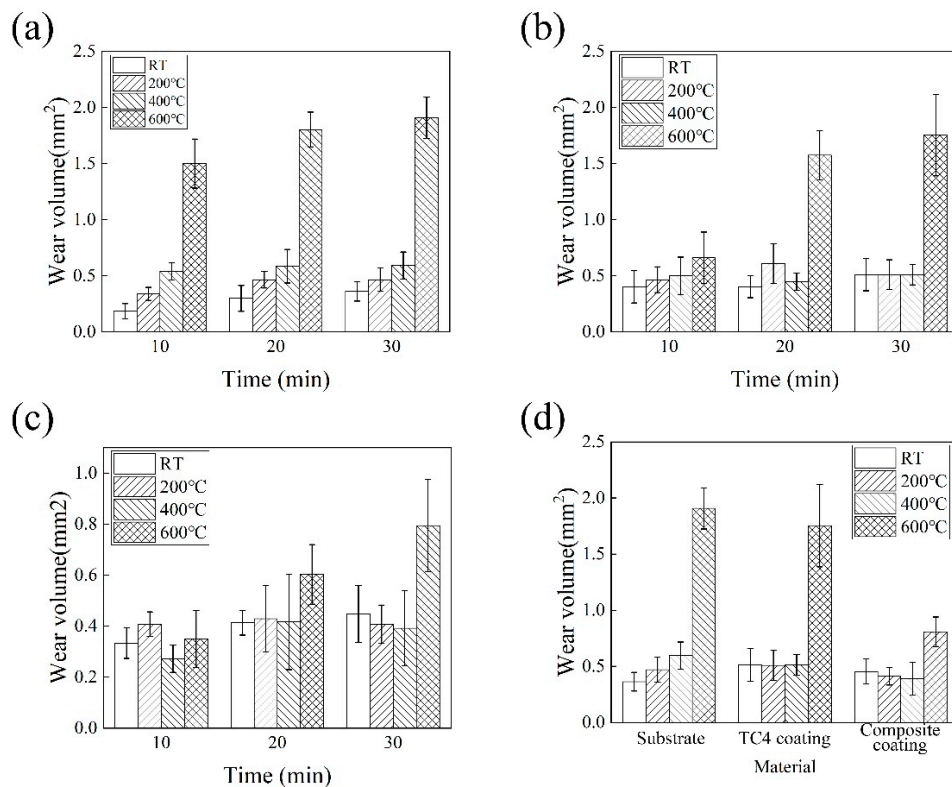 (a)
2.5
2.0
1.5
1.0
0.5
0.0
Wear volume(mm²)
RT
200℃
400℃
600℃
10
20
30
Time (min)
(b)
2.5
2.0
1.5
1.0
0.5
0.0
Wear volume(mm²)
RT
200℃
400℃
600℃
10
20
30
Time (min)
(c)
1.0
0.8
0.6
0.4
0.2
0.0
Wear volume(mm2)
RT
200℃
400℃
600℃
10
20
30
Time (min)
(d)
2.5
2.0
1.5
1.0
0.5
0.0
Wear volume(mm²)
RT
200℃
400℃
600℃
Substrate
TC4 coating
Composite
coating
Material